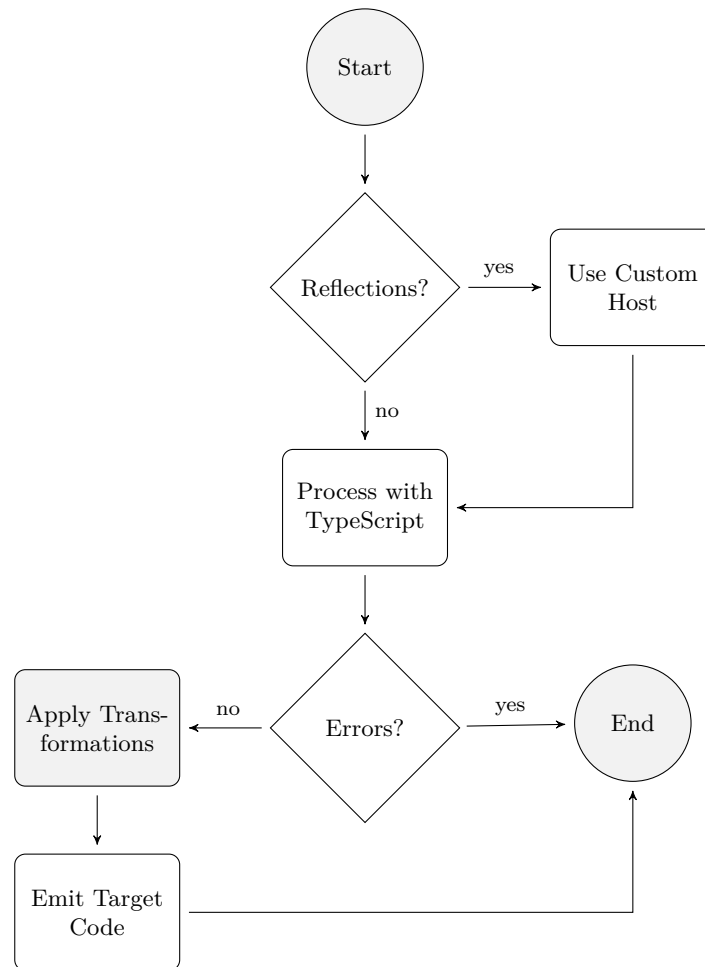 Start
Reflections?
yes
Use Custom
Host
no
Process with
TypeScript
Apply Trans-
formations
no
Errors?
yes
End
Emit Target
Code